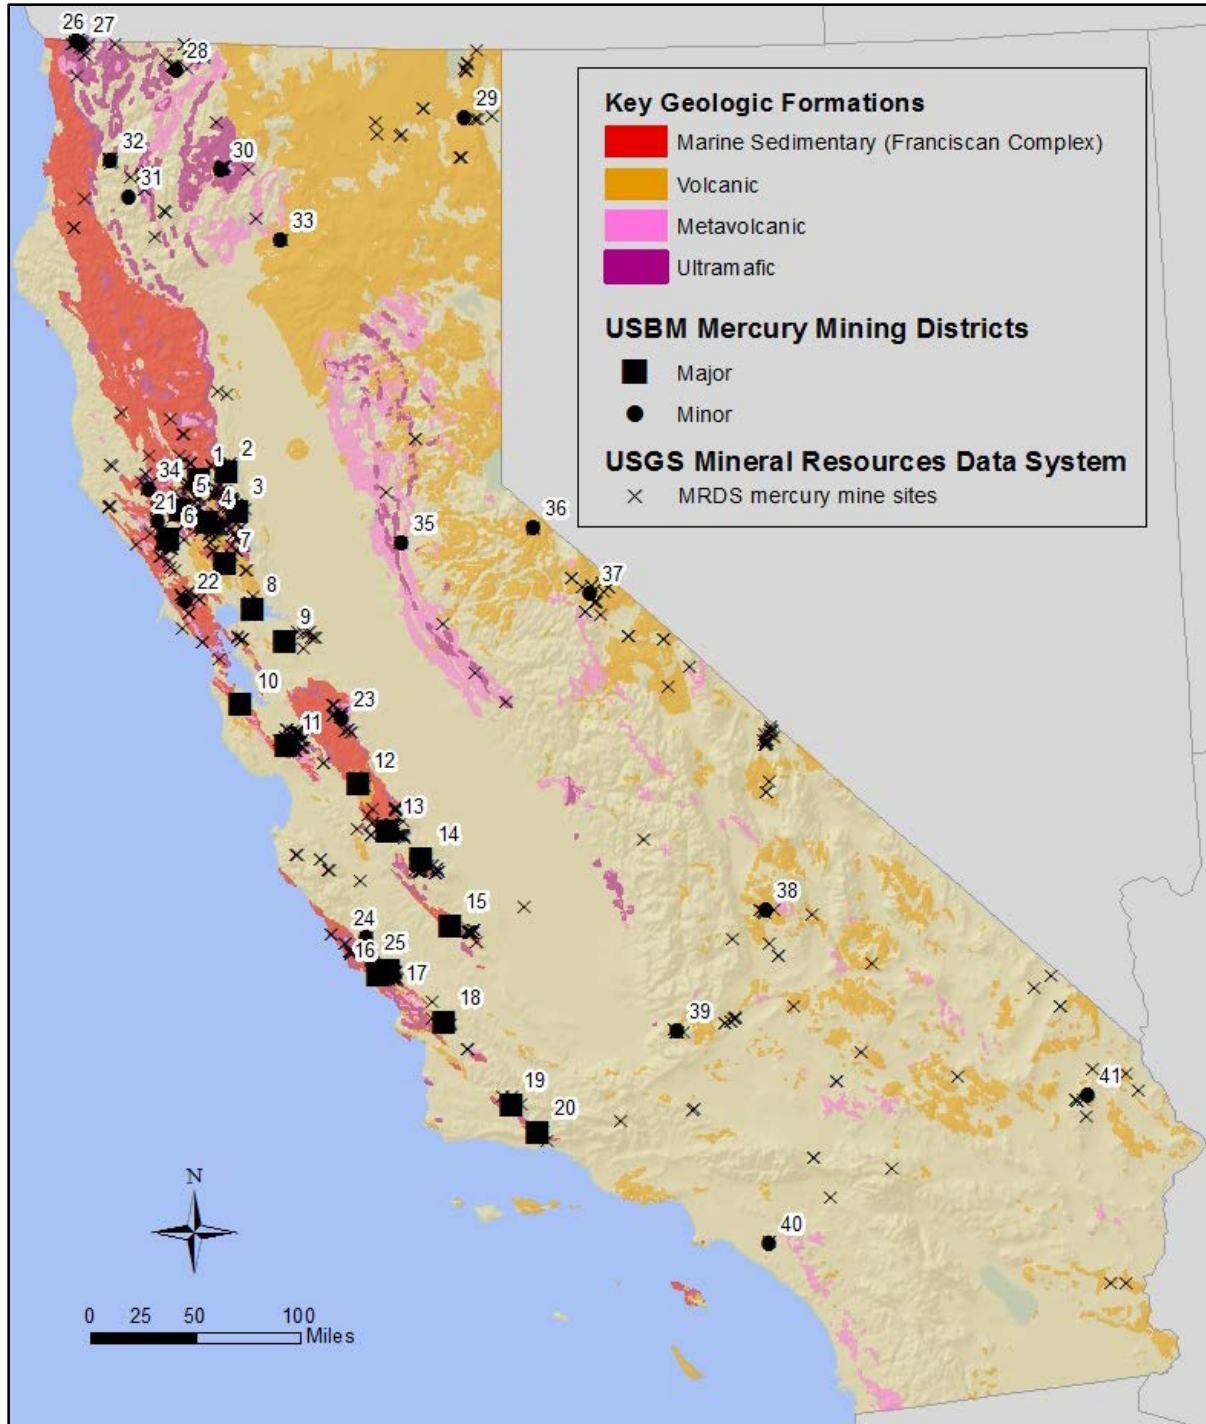 26 27
28
29
32
30
31
33
Key Geologic Formations
Marine Sedimentary (Franciscan Complex)
Volcanic
Metavolcanic
Ultramafic
USBM Mercury Mining Districts
Major
Minor
USGS Mineral Resources Data System
MRDS mercury mine sites
1 2
34
5 4 3
21
6
7
22
8
9
10
11
23
12
13
14
15
24
16 25
17
18
19
20
35
36
37
38
39
40
41
N
0 25 50 100
Miles